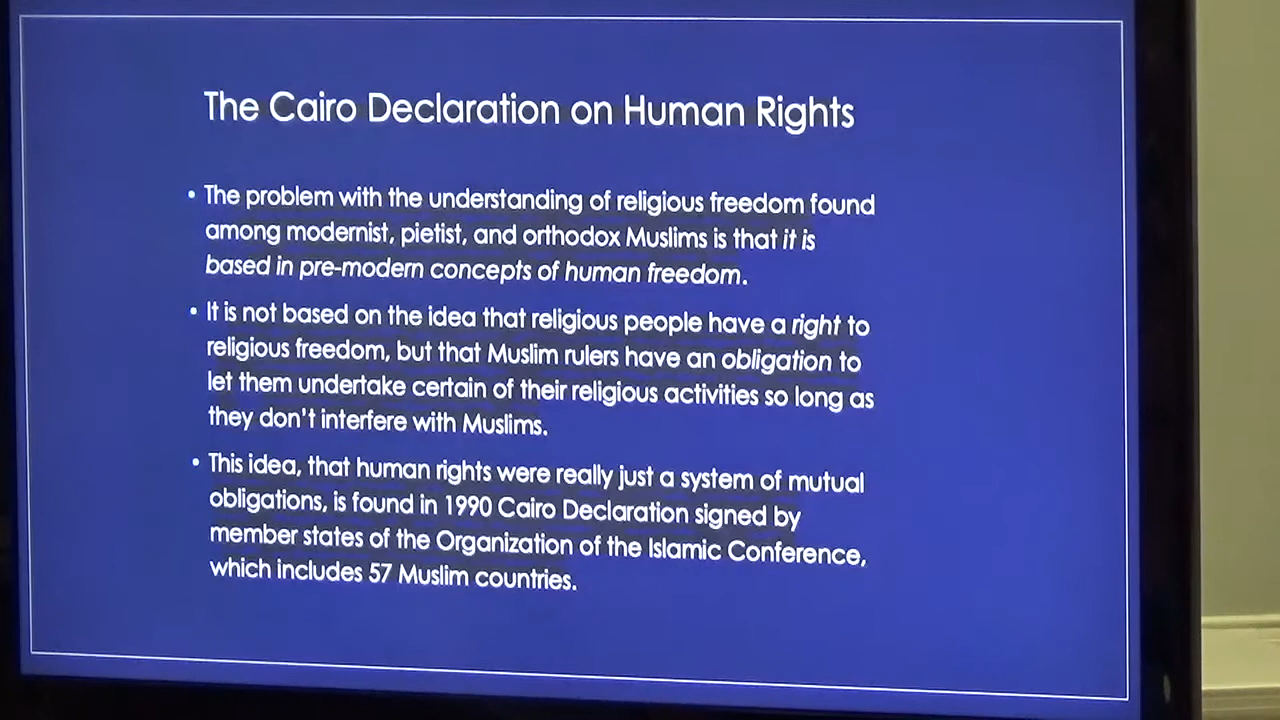 The Cairo Declaration on Human Rights
• The problem with the understanding of religious freedom found
among modernist, pietist, and orthodox Muslims is that it is
based in pre-modern concepts of human freedom.
• It is not based on the idea that religious people have a right to
religious freedom, but that Muslim rulers have an obligation to
let them undertake certain of their religious activities so long as
they don't interfere with Muslims.
• This idea, that human rights were really just a system of mutual
obligations, is found in 1990 Cairo Declaration signed by
member states of the Organization of the Islamic Conference,
which includes 57 Muslim countries.